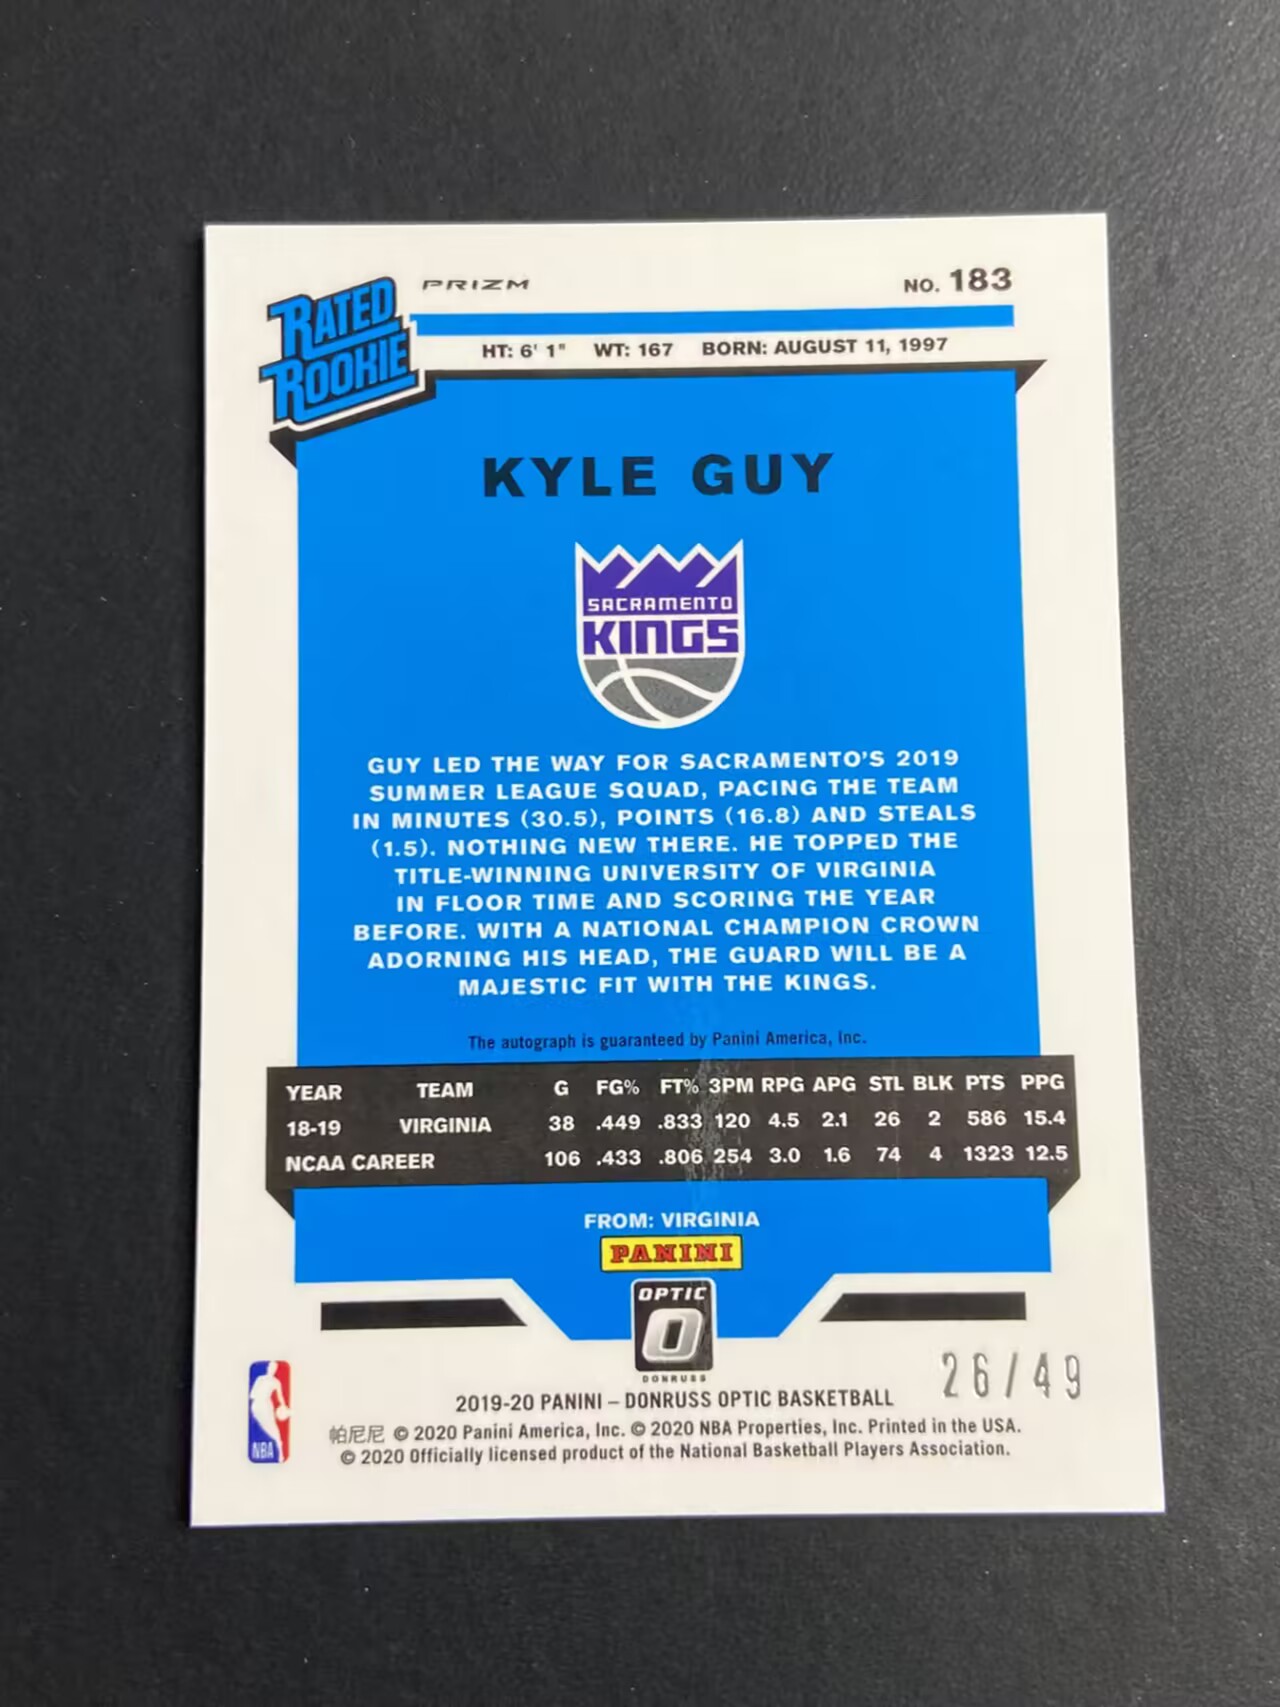 RATED ROOKIE
PRIZM
NO. 183
HT: 6' 1" WT: 167 BORN: AUGUST 11, 1997
KYLE GUY
SACRAMENTO
KINGS
GUY LED THE WAY FOR SACRAMENTO'S 2019
SUMMER LEAGUE SQUAD, PACING THE TEAM
IN MINUTES (30.5), POINTS (16.8) AND STEALS
(1.5). NOTHING NEW THERE. HE TOPPED THE
TITLE-WINNING UNIVERSITY OF VIRGINIA
IN FLOOR TIME AND SCORING THE YEAR
BEFORE. WITH A NATIONAL CHAMPION CROWN
ADORNING HIS HEAD, THE GUARD WILL BE A
MAJESTIC FIT WITH THE KINGS.
The autograph is guaranteed by Panini America, Inc.
YEAR TEAM G FG% FT% 3PM RPG APG STL BLK PTS PPG
18-19 VIRGINIA 38 .449 .833 120 4.5 2.1 26 2 586 15.4
NCAA CAREER 106 .433 .806 254 3.0 1.6 74 4 1323 12.5
FROM: VIRGINIA
PANINI
OPTIC
O
DONRUSS
26/49
NBA
2019-20 PANINI – DONRUSS OPTIC BASKETBALL
帕尼尼 © 2020 Panini America, Inc. © 2020 NBA Properties, Inc. Printed in the USA.
© 2020 Officially licensed product of the National Basketball Players Association.